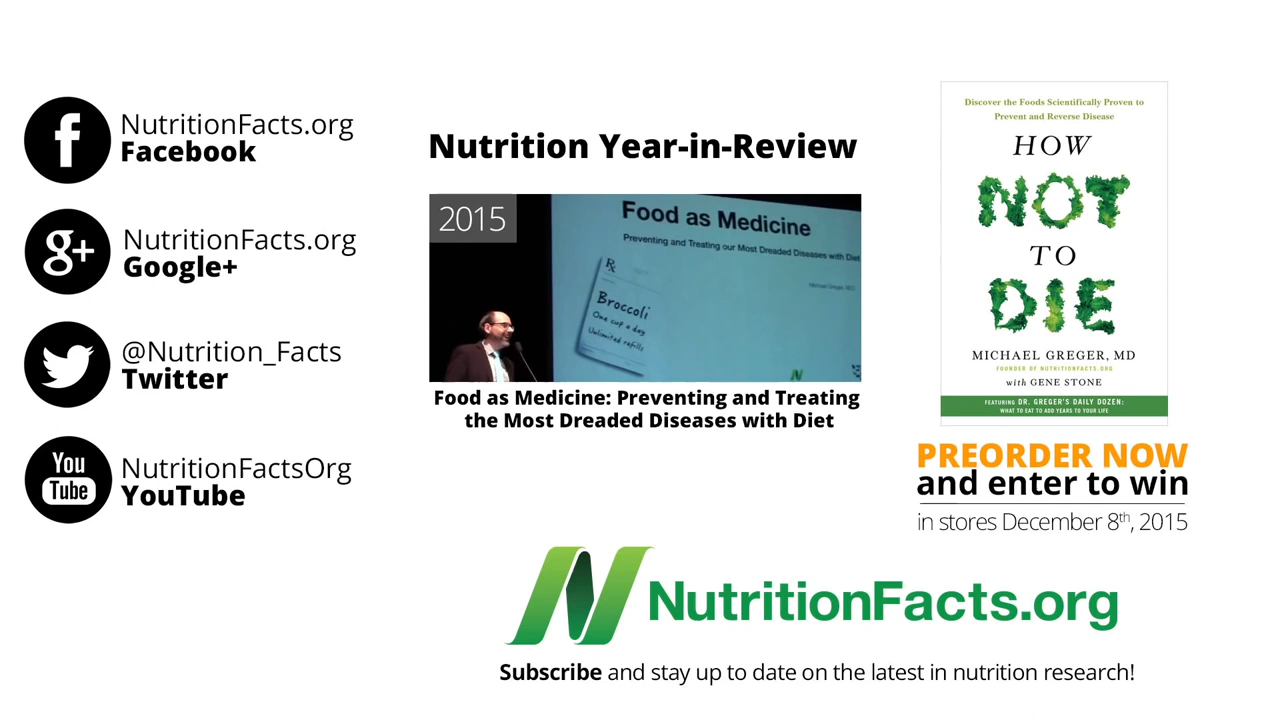 NutritionFacts.org
Facebook
NutritionFacts.org
Google+
@Nutrition_Facts
Twitter
You
Tube
NutritionFactsOrg
YouTube
Nutrition Year-in-Review
2015
Food as Medicine
Preventing and Treating our Most Dreaded Diseases with Diet
Broccoli
One cup a day
Unlimited refills
Food as Medicine: Preventing and Treating
the Most Dreaded Diseases with Diet
Discover the Foods Scientifically Proven to
Prevent and Reverse Disease
HOW
NOT
TO
DIE
MICHAEL GREGER, MD
FOUNDER OF NUTRITIONFACTS.ORG
with GENE STONE
FEATURING DR. GREGER'S DAILY DOZEN:
WHAT TO EAT TO ADD YEARS TO YOUR LIFE
PREORDER NOW
and enter to win
in stores December 8th, 2015
NutritionFacts.org
Subscribe and stay up to date on the latest in nutrition research!